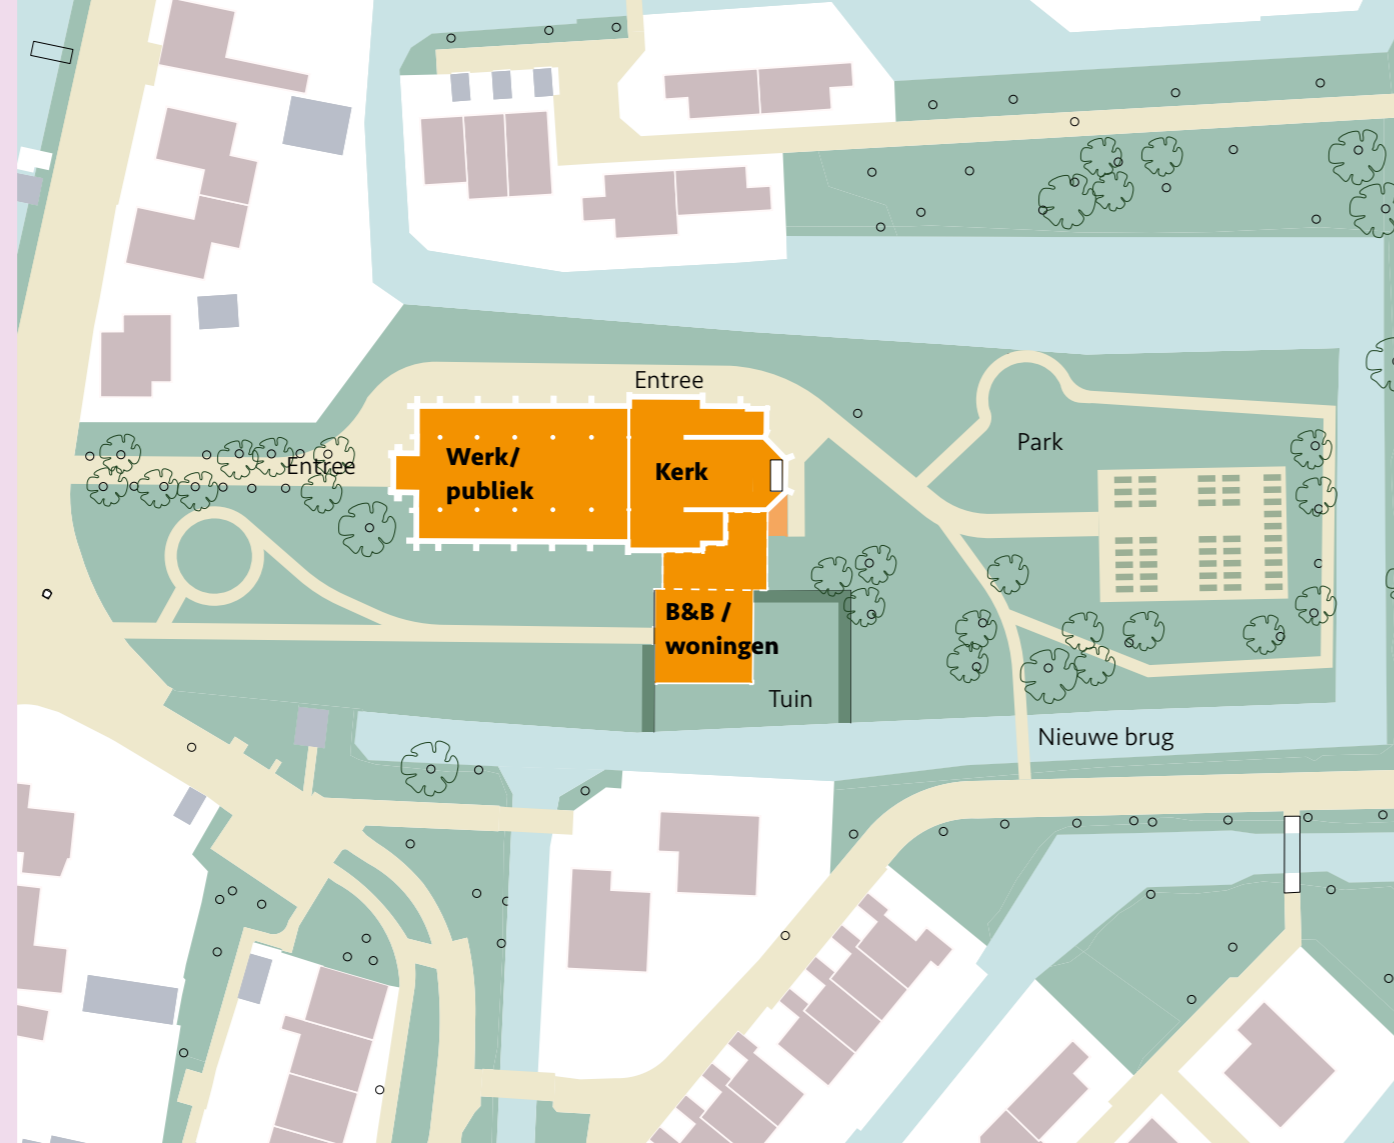 Entree
Park
Werk/
publiek
Kerk
Entree
B&B /
woningen
Tuin
Nieuwe brug